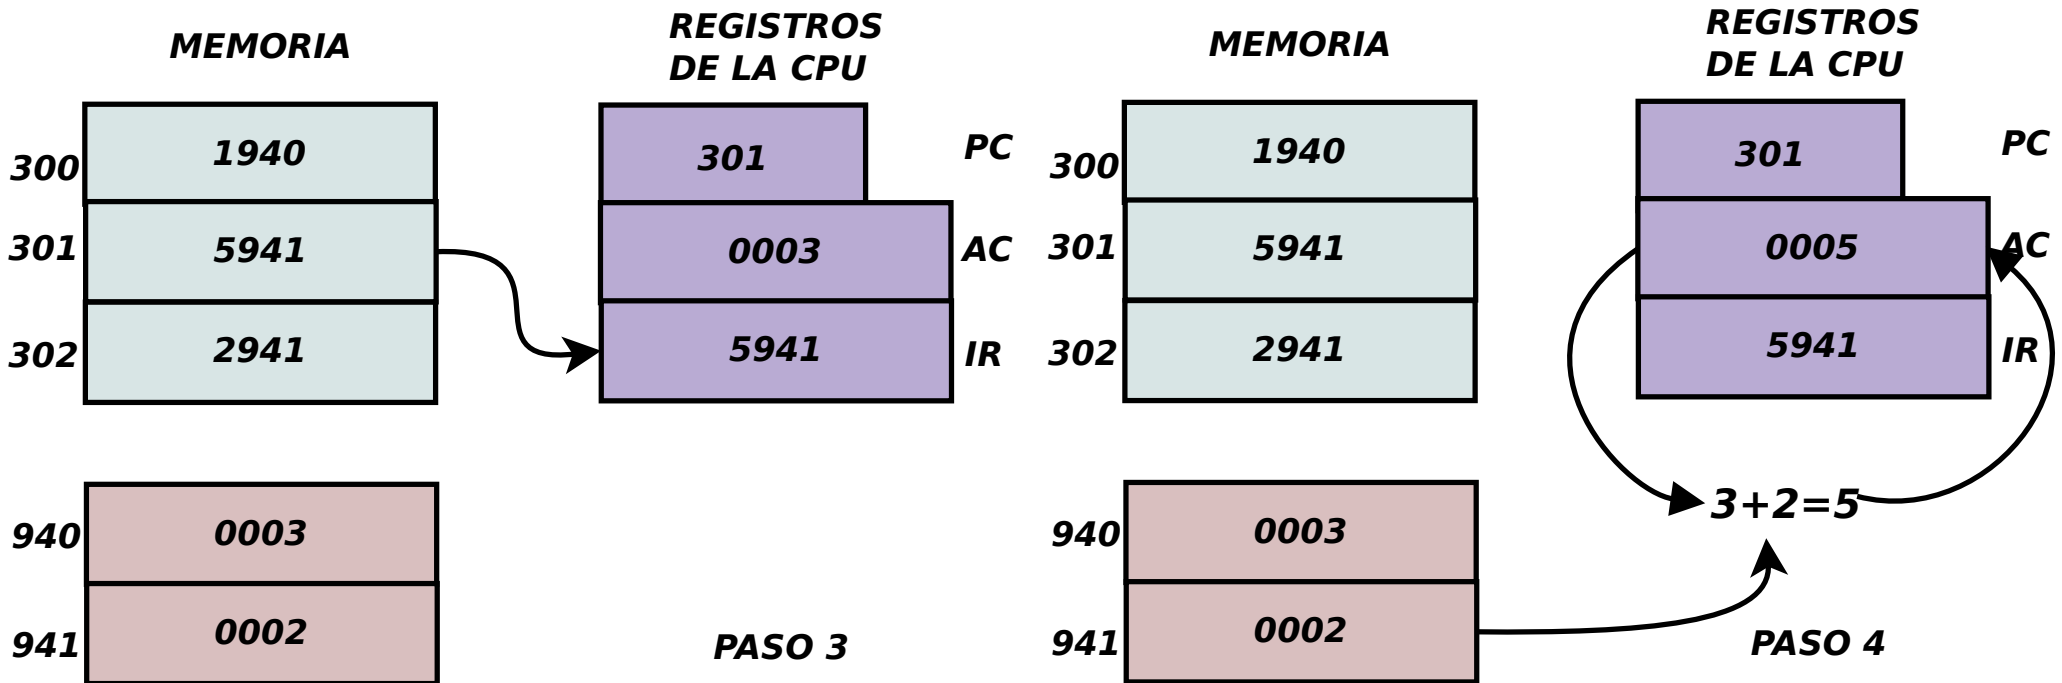 MEMORIA
REGISTROS
DE LA CPU
300
1940
301
PC
301
5941
0003
AC
302
2941
5941
IR
940
0003
941
0002
PASO 3
MEMORIA
REGISTROS
DE LA CPU
300
1940
301
PC
301
5941
0005
AC
302
2941
5941
IR
940
0003
3+2=5
941
0002
PASO 4